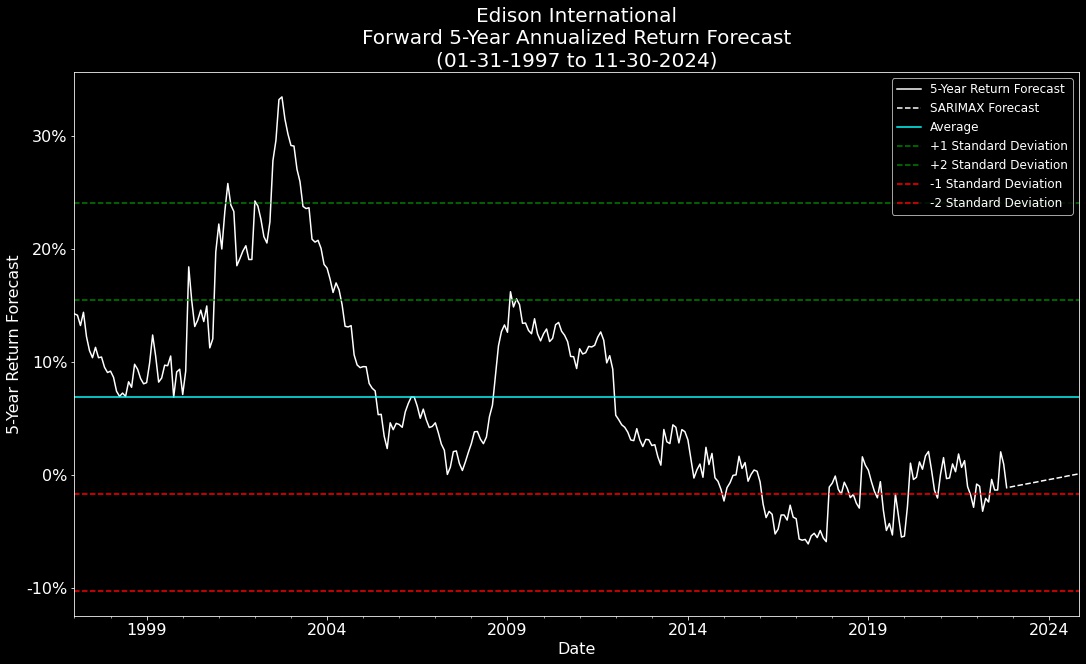 Edison International
Forward 5-Year Annualized Return Forecast
(01-31-1997 to 11-30-2024)
5-Year Return Forecast
SARIMAX Forecast
Average
+1 Standard Deviation
+2 Standard Deviation
-1 Standard Deviation
-2 Standard Deviation
5-Year Return Forecast
30%
20%
10%
0%
-10%
1999
2004
2009
2014
2019
2024
Date